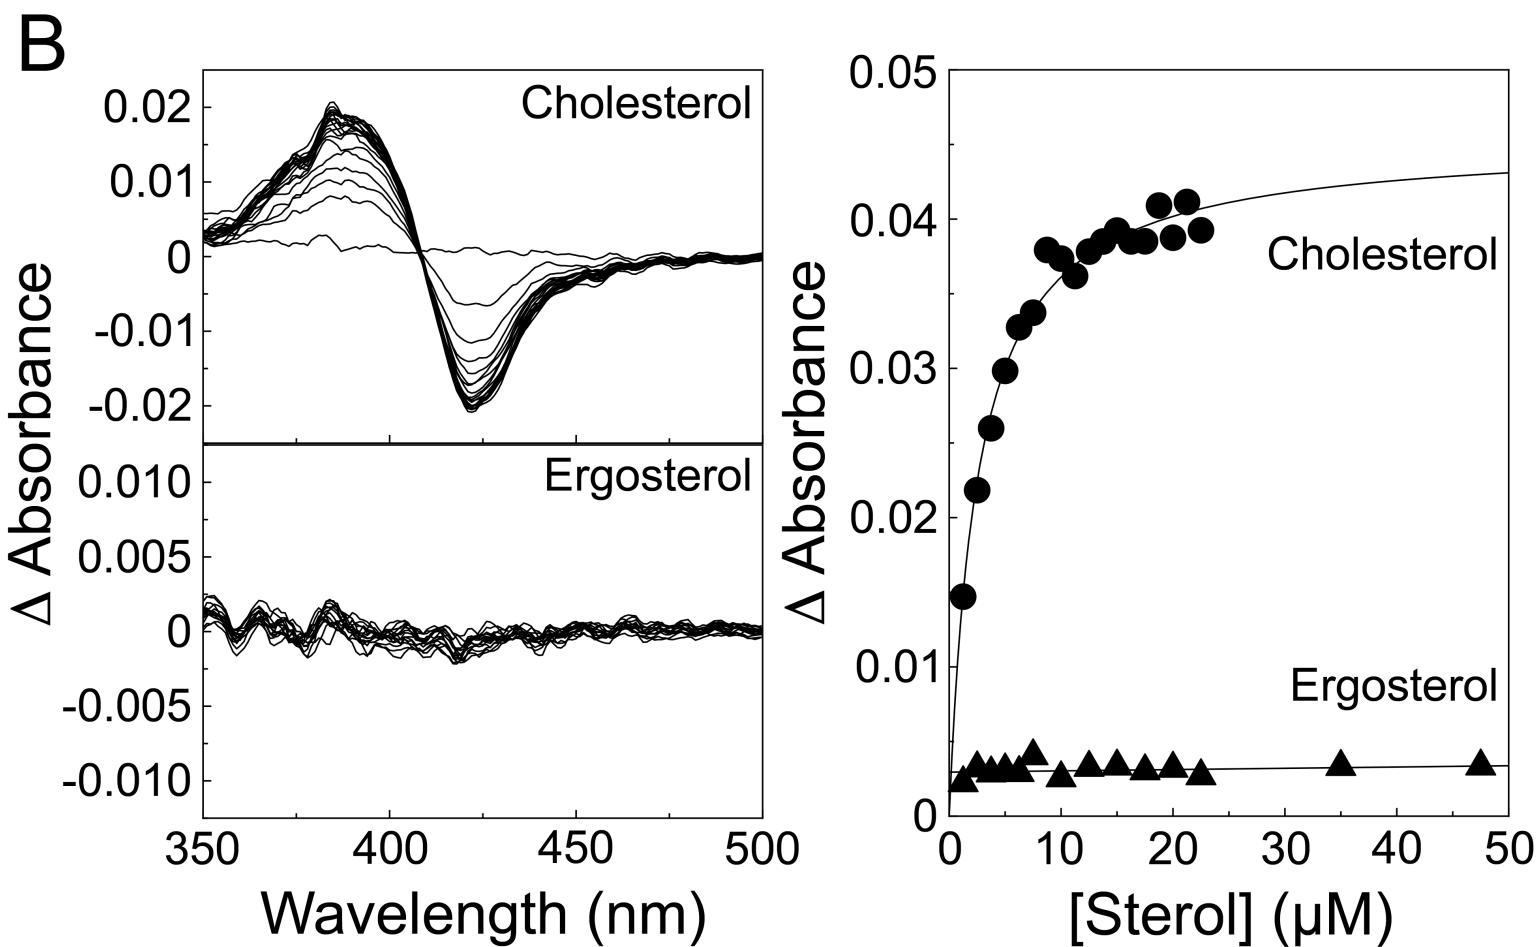 B
Cholesterol
0.02
0.01
0
-0.01
-0.02
Δ Absorbance
Ergosterol
0.010
0.005
0
-0.005
-0.010
350 400 450 500
Wavelength (nm)
0.05
0.04
0.03
0.02
0.01
0
Δ Absorbance
Cholesterol
Ergosterol
0 10 20 30 40 50
[Sterol] (μM)